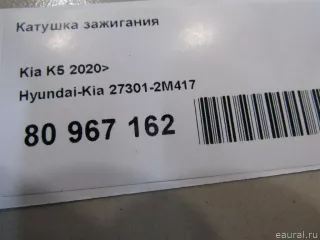 Катушка зажигания
Kia K5 2020>
Hyundai-Kia 27301-2M417
80 967 162
eaural.ru